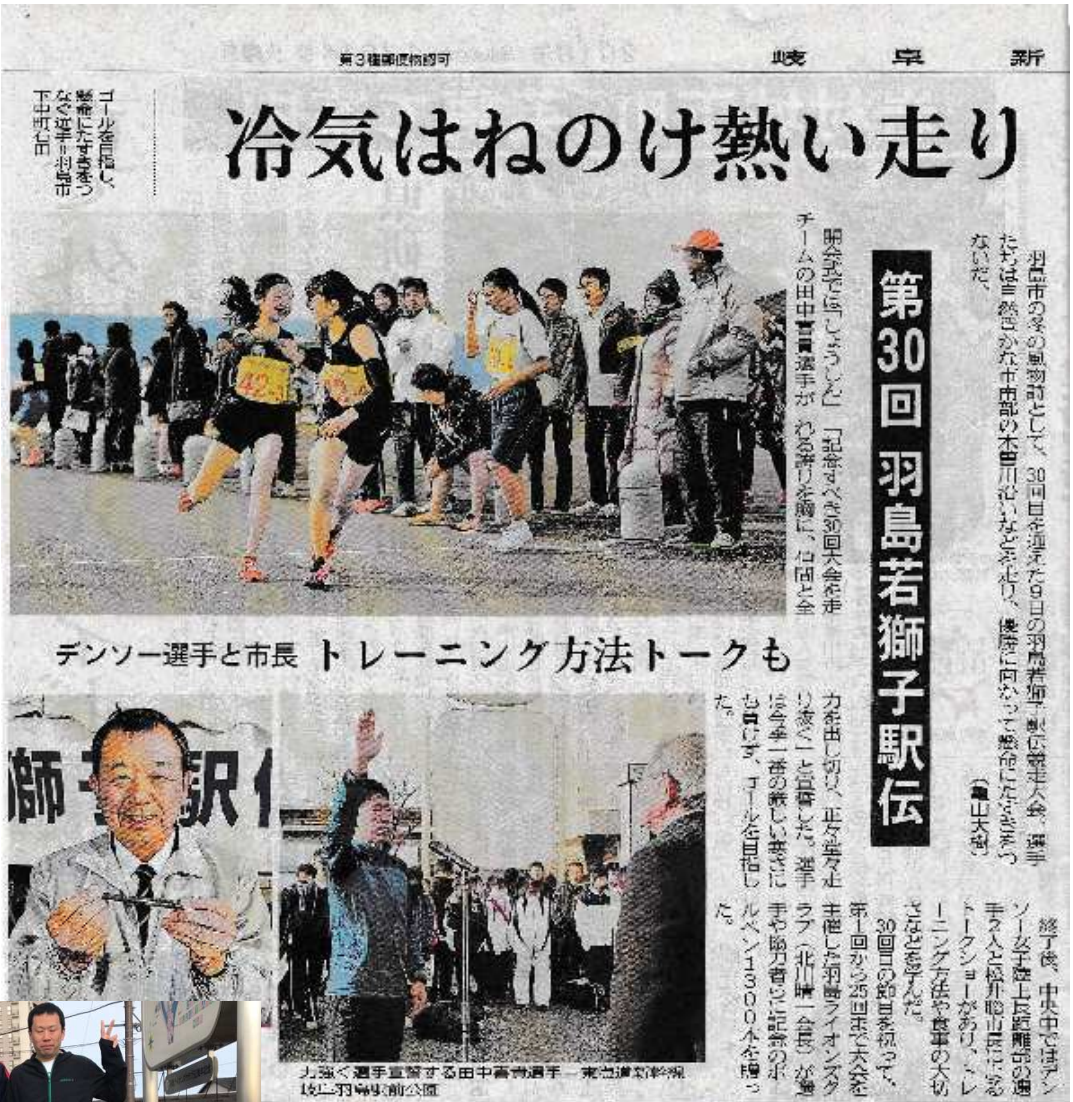 岐阜新
第3種郵便物認可
冷気はねのけ熱い走り
ゴールを目指し、
懸命にたすきをつ
なぐ選手=羽島市
下中町石田
第30回 羽島若獅子駅伝
羽島市の冬の風物詩として、30回目を迎えた9日の羽島若獅子駅伝競走大会。選手
たちは自然豊かな市南部の木曽川沿いなどを走り、優勝に向かって懸命にたすきをつ
ないだ。
(亀山大樹)
開会式では「しょうしん」
チームの田中喜貴選手が
「記念すべき30回大会を走
れる誇りを胸に、仲間と全
力を出し切り、正々堂々走
り抜く」と宣誓した。選手
は今季一番の厳しい寒さに
も負けず、ゴールを目指し
た。
終了後、中央中ではデン
ソー女子陸上長距離部の選
手2人と松井聡市長による
トークショーがあり、トレ
ーニング方法や食事の大切
さなどを学んだ。
30回目の節目を祝って、
第1回から25回まで大会を
主催した羽島ライオンズク
ラブ(北川晴一会長)が選
手や協力者らに記念のボー
ルペン1300本を贈っ
た。
デンソー選手と市長 トレーニング方法トークも
獅子駅伝
力強く選手宣誓する田中喜貴選手=東海道新幹線
岐阜羽島駅前公園